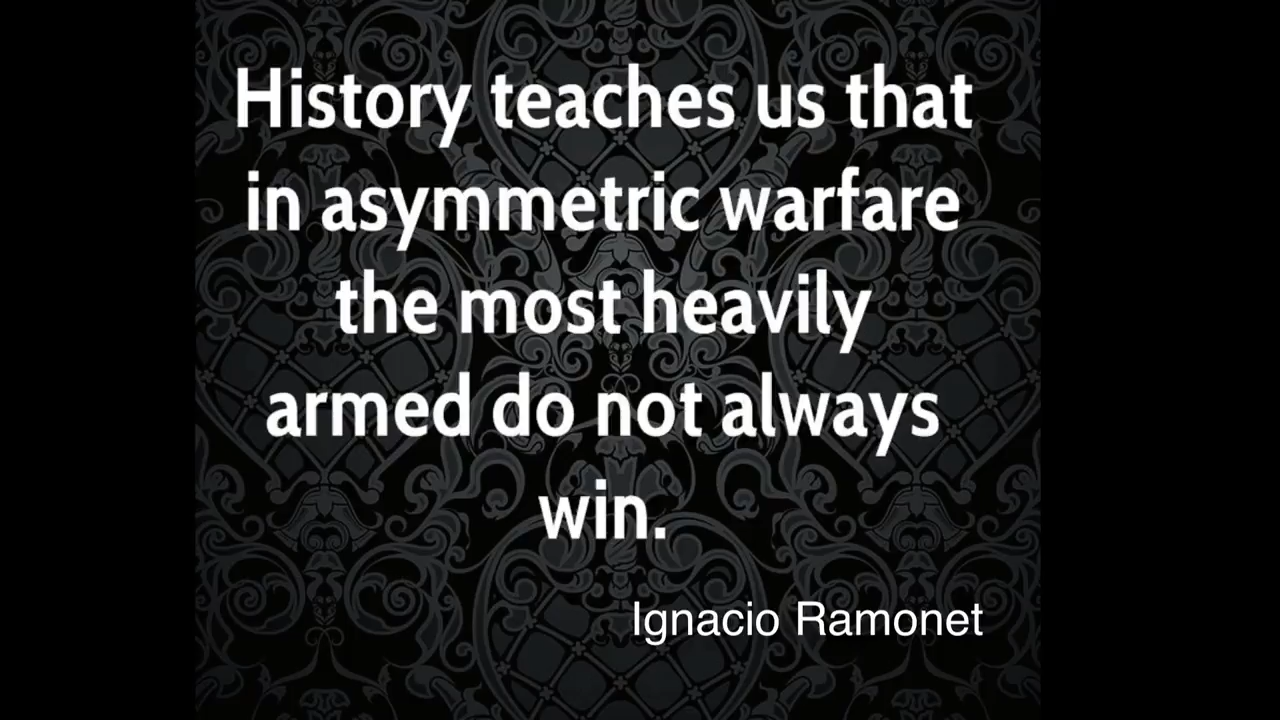 History teaches us that
in asymmetric warfare
the most heavily
armed do not always
win.
Ignacio Ramonet